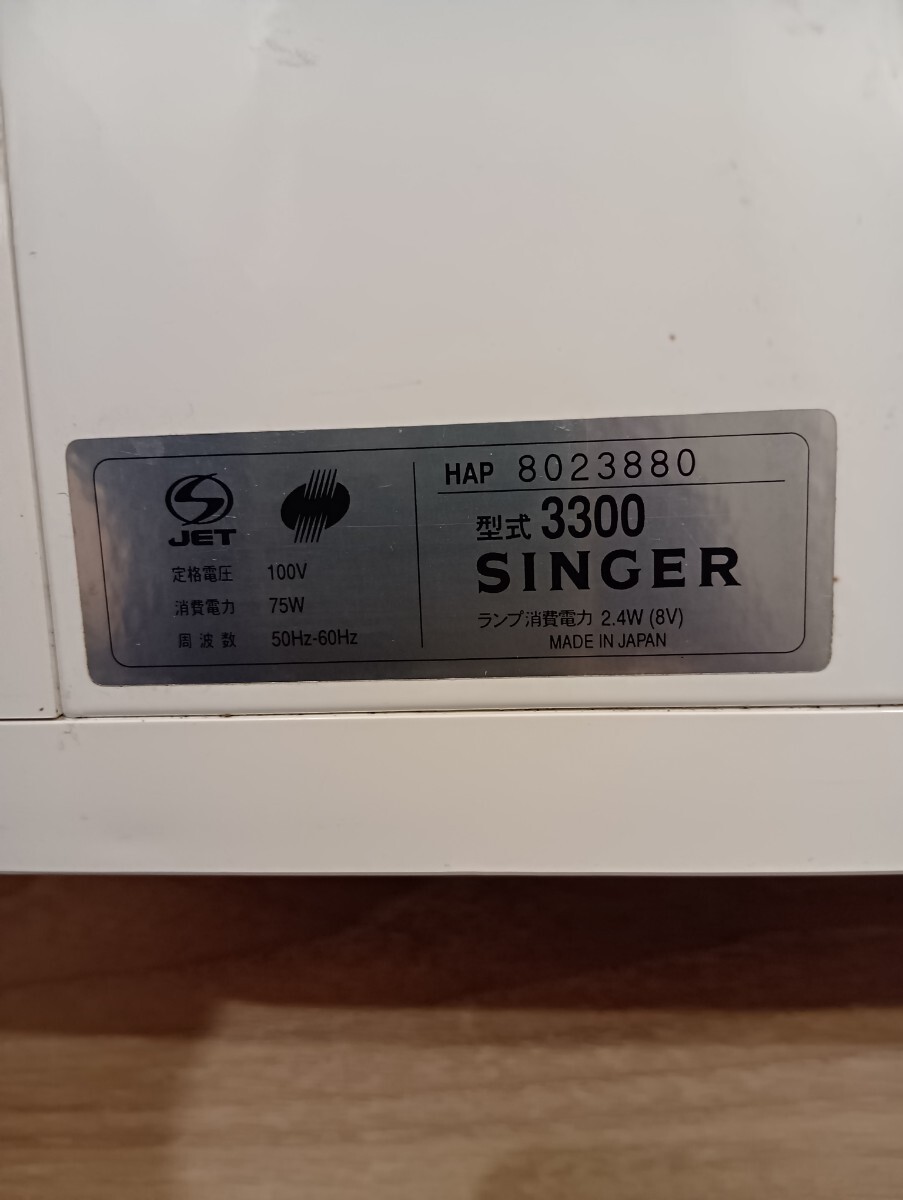 JET
定格電圧 100V
消費電力 75W
周波数 50Hz-60Hz
HAP 8023880
型式 3300
SINGER
ランプ消費電力 2.4W (8V)
MADE IN JAPAN